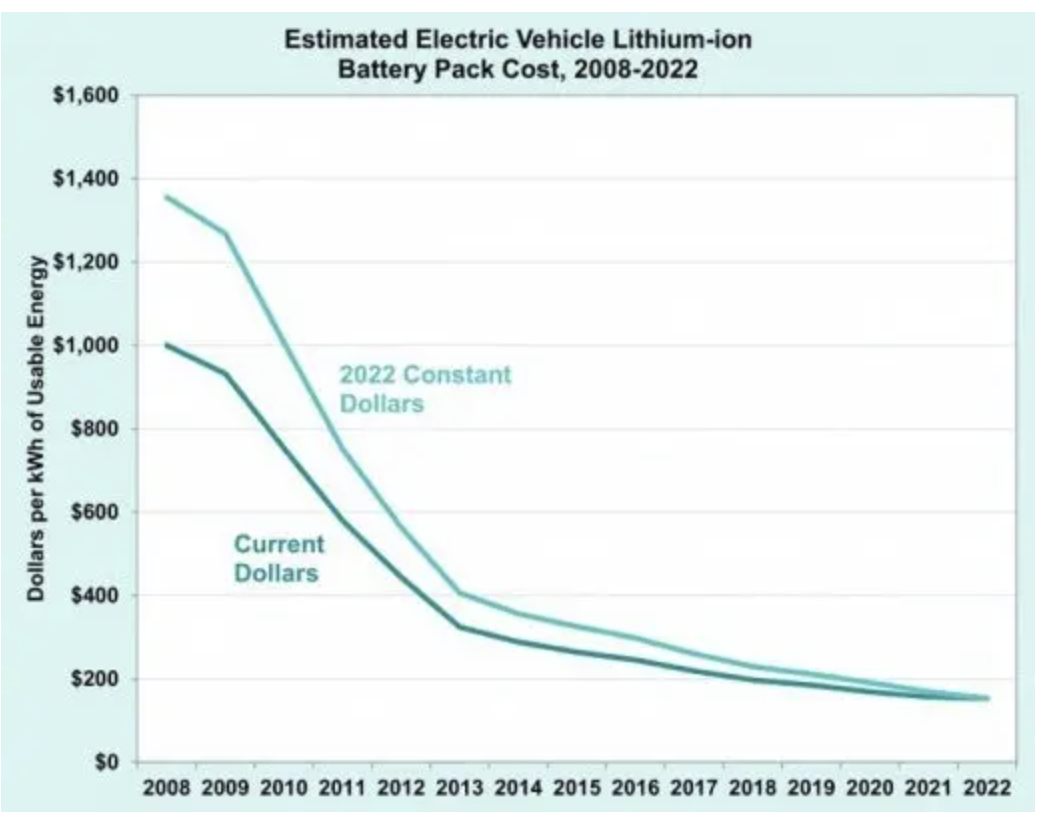 Estimated Electric Vehicle Lithium-ion
Battery Pack Cost, 2008-2022
$1,600
$1,400
$1,200
$1,000
$800
$600
$400
$200
$0
Dollars per kWh of Usable Energy
2022 Constant
Dollars
Current
Dollars
2008 2009 2010 2011 2012 2013 2014 2015 2016 2017 2018 2019 2020 2021 2022